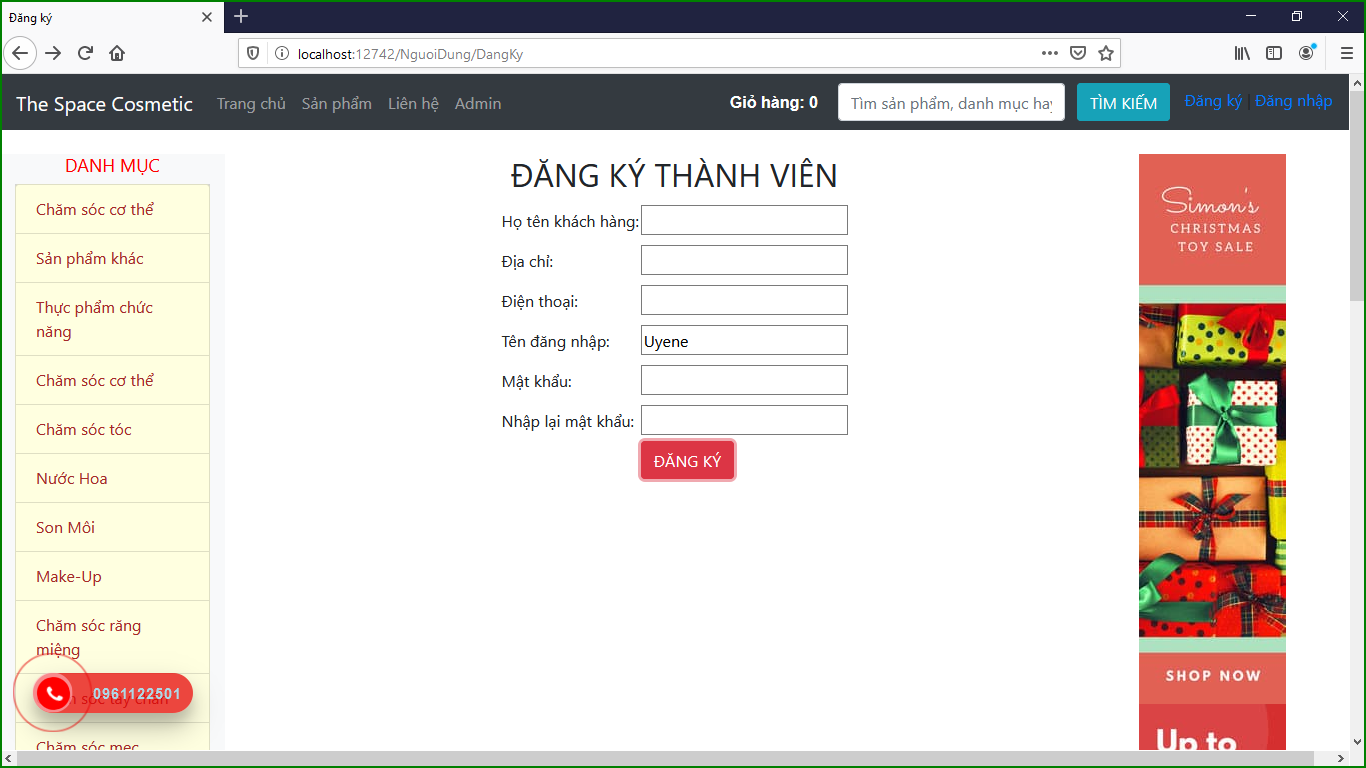 Đăng ký
localhost:12742/NguoiDung/DangKy
The Space Cosmetic Trang chủ Sản phẩm Liên hệ Admin Giỏ hàng: 0 Tìm sản phẩm, danh mục hay TÌM KIẾM Đăng ký | Đăng nhập
DANH MỤC
Chăm sóc cơ thể
Sản phẩm khác
Thực phẩm chức
năng
Chăm sóc cơ thể
Chăm sóc tóc
Nước Hoa
Son Môi
Make-Up
Chăm sóc răng
miệng
sóc tay chân
0961122501
Chăm sóc mẹ
ĐĂNG KÝ THÀNH VIÊN
Họ tên khách hàng:
Địa chỉ:
Điện thoại:
Tên đăng nhập: Uyene
Mật khẩu:
Nhập lại mật khẩu:
ĐĂNG KÝ
Simon's
CHRISTMAS
TOY SALE
SHOP NOW
Up to